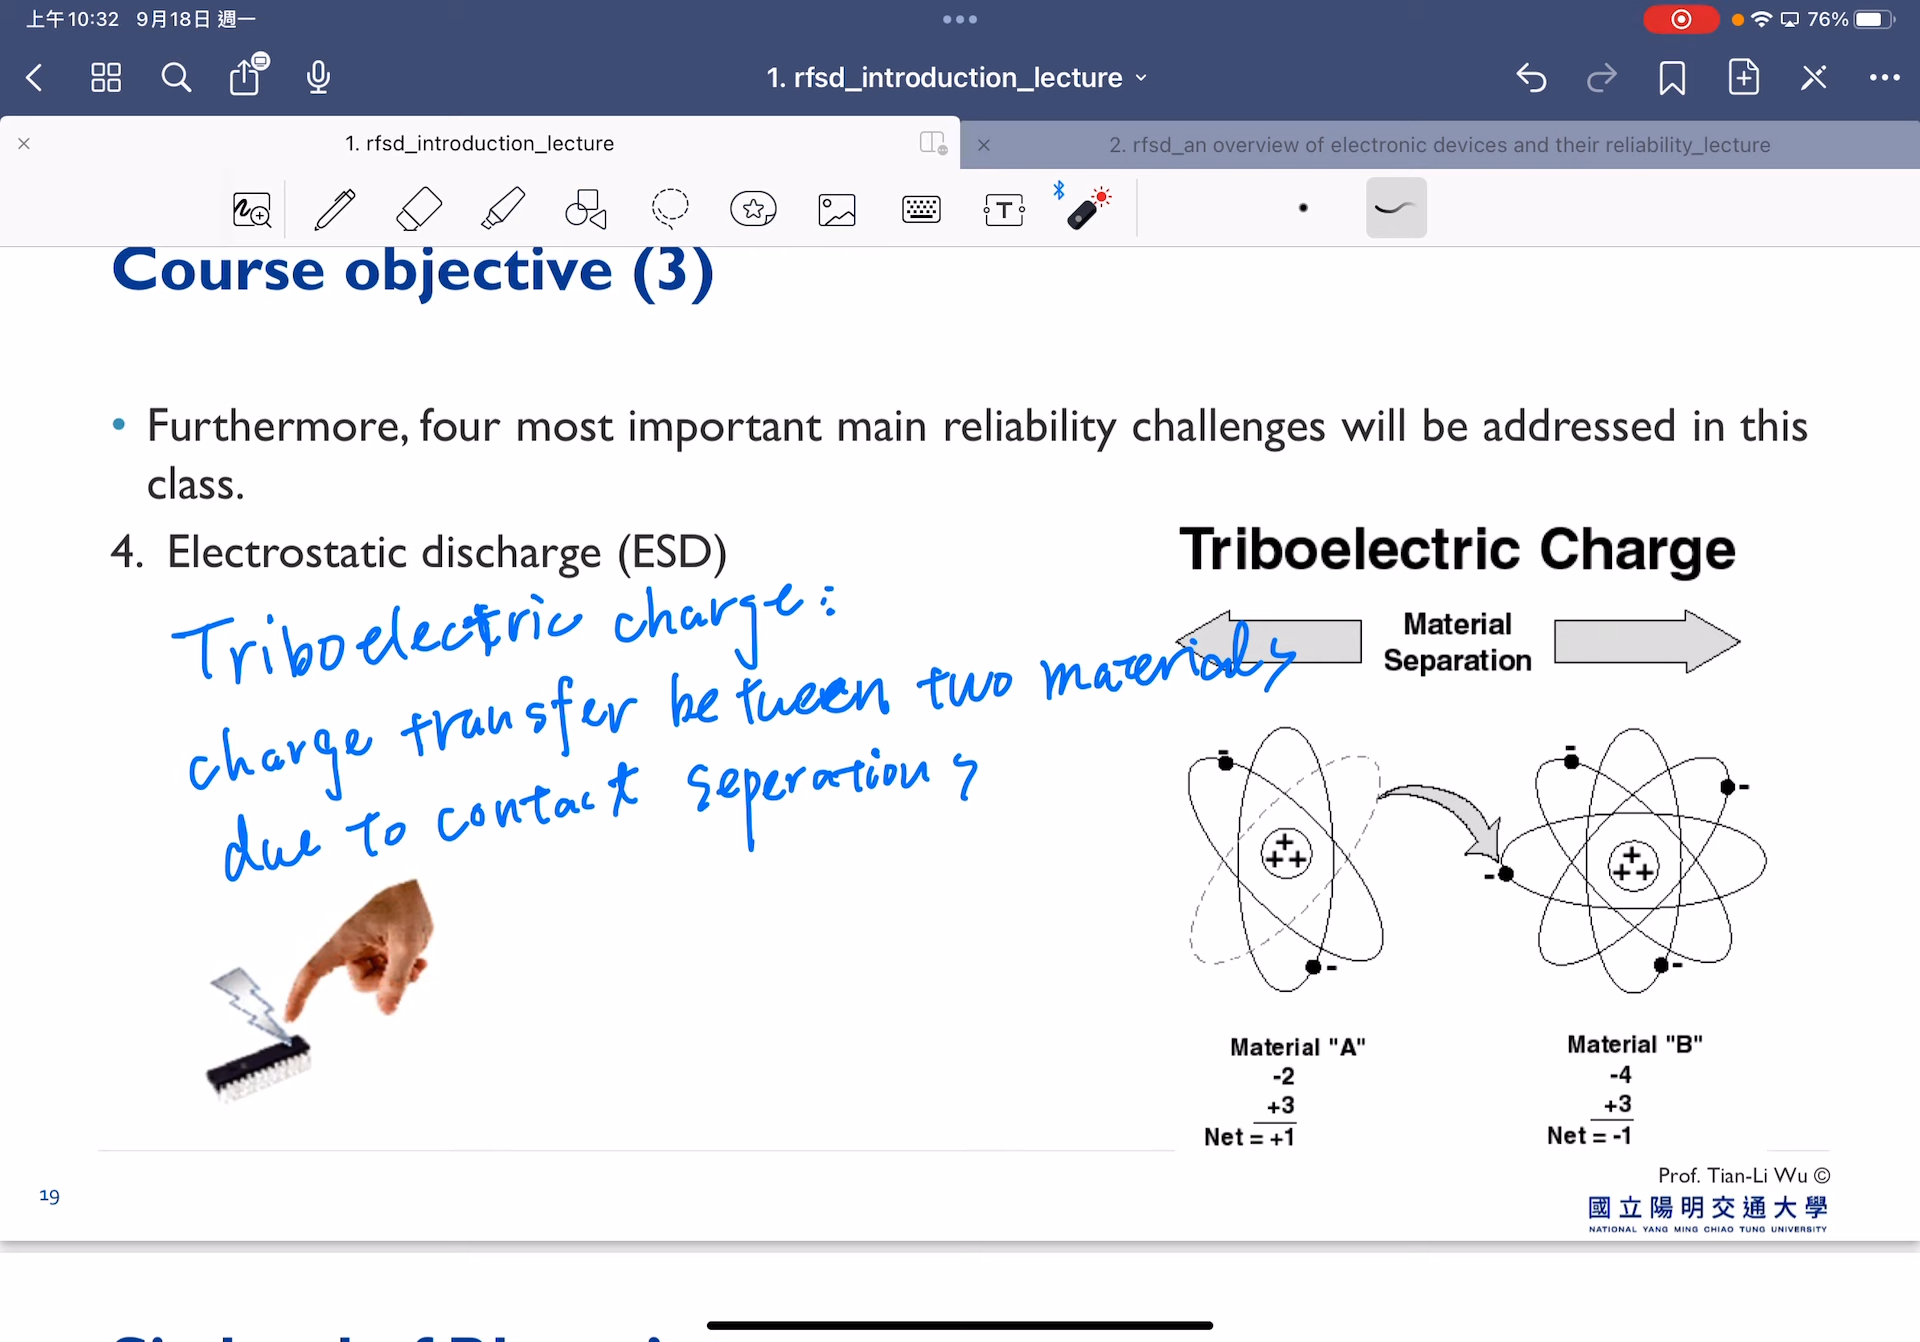 上午10:32 9月18日 週一
76%
1. rfsd_introduction_lecture
1. rfsd_introduction_lecture
2. rfsd_an overview of electronic devices and their reliability_lecture
T
Course objective (3)
• Furthermore, four most important main reliability challenges will be addressed in this
class.
4. Electrostatic discharge (ESD)
Triboelectric charge:
charge transfer between two materials
due to contact seperation s
Triboelectric Charge
Material
Separation
Material "A"
-2
+3
Net = +1
Material "B"
-4
+3
Net = -1
19
Prof. Tian-Li Wu ©
國立陽明交通大學
NATIONAL YANG MING CHIAO TUNG UNIVERSITY